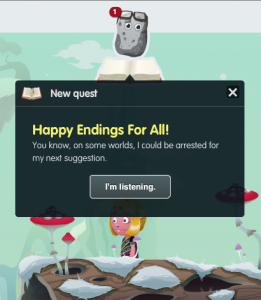 1
New quest
Happy Endings For All!
You know, on some worlds, I could be arrested for
my next suggestion.
I'm listening.